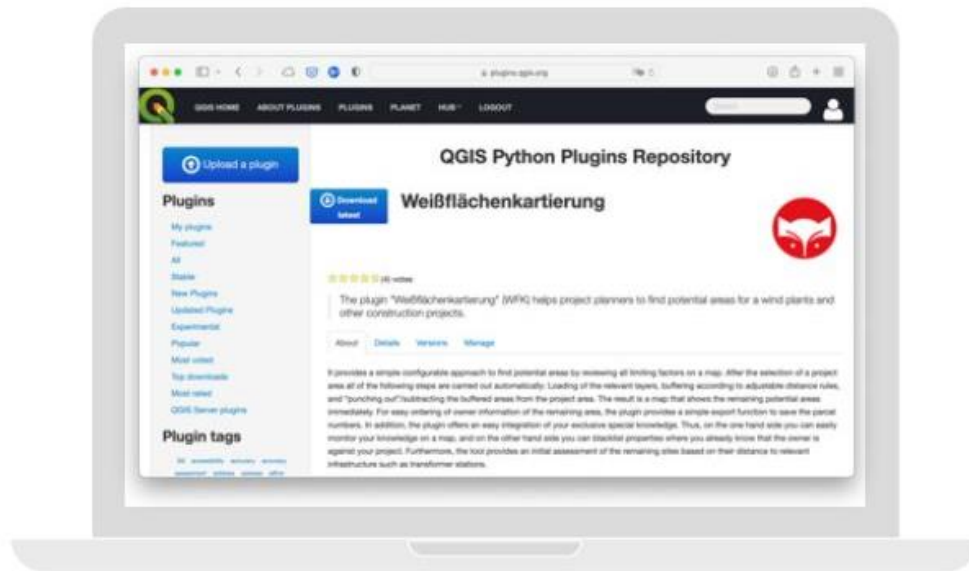 plugins.qgis.org
QGIS HOME ABOUT PLUGINS PLUGINS PLANET HUB LOGOUT
Upload a plugin
QGIS Python Plugins Repository
Plugins
Download
latest
Weißflächenkartierung
My plugins
Featured
All
Stable
New Plugins
Updated Plugins
Experimental
Popular
Most voted
Top downloads
Most rated
QGIS Server plugins
(4) votes
The plugin "Weißflächenkartierung" (WFK) helps project planners to find potential areas for a wind plants and
other construction projects.
About Details Versions Manage
It provides a simple configurable approach to find potential areas by reviewing all limiting factors on a map. After the selection of a project
area all of the following steps are carried out automatically: Loading of the relevant layers, buffering according to adjustable distance rules,
and "punching out"/subtracting the buffered areas from the project area. The result is a map that shows the remaining potential areas
immediately. For easy ordering of owner information of the remaining area, the plugin provides a simple export function to save the parcel
numbers. In addition, the plugin offers an easy integration of your exclusive special knowledge. Thus, on the one hand side you can easily
monitor your knowledge on a map, and on the other hand side you can blacklist properties where you already know that the owner is
against your project. Furthermore, the tool provides an initial assessment of the remaining sites based on their distance to relevant
infrastructure such as transformer stations.
Plugin tags